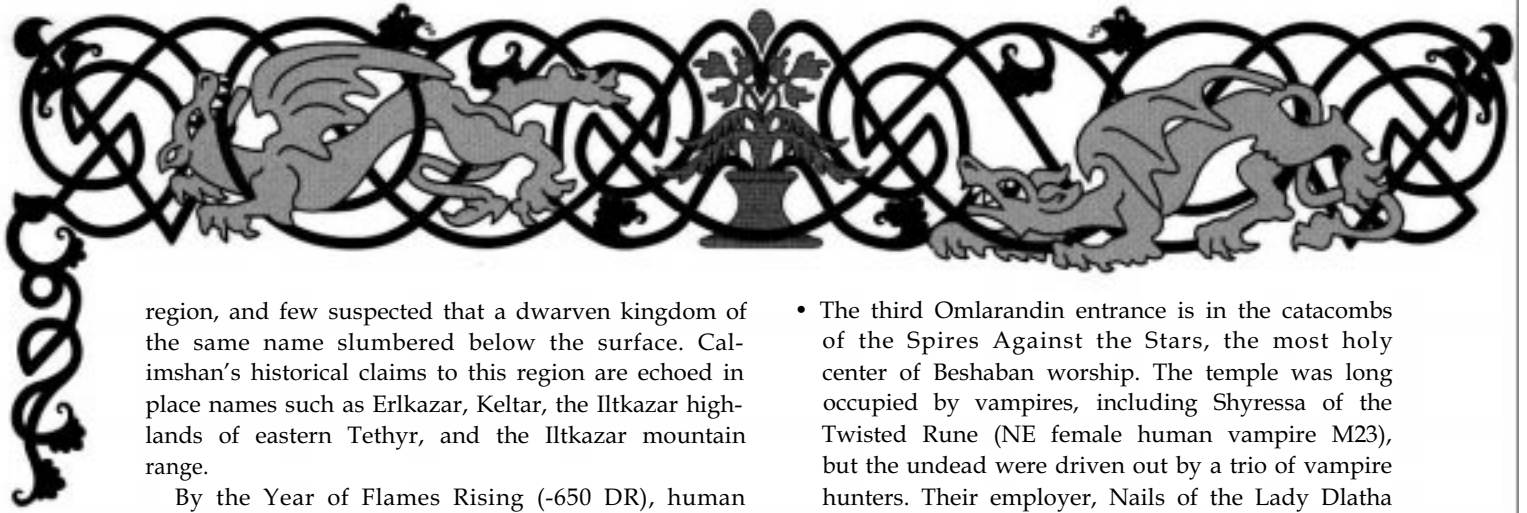 region, and few suspected that a dwarven kingdom of
the same name slumbered below the surface. Cal-
imshan’s historical claims to this region are echoed in
place names such as Erlkazar, Keltar, the Iltkazar high-
lands of eastern Tethyr, and the Iltkazar mountain
range.
By the Year of Flames Rising (-650 DR), human
• The third Omlarandin entrance is in the catacombs
of the Spires Against the Stars, the most holy
center of Beshaban worship. The temple was long
occupied by vampires, including Shyressa of the
Twisted Rune (NE female human vampire M23),
but the undead were driven out by a trio of vampire
hunters. Their employer, Nails of the Lady Dlatha